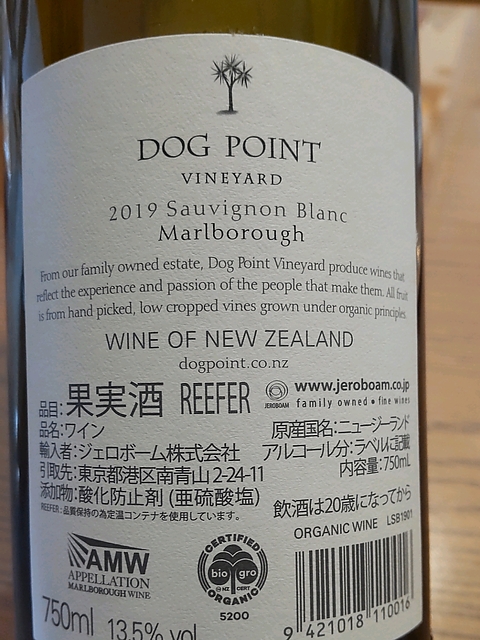 DOG POINT
VINEYARD
2019 Sauvignon Blanc
Marlborough
From our family owned estate, Dog Point Vineyard produce wines that
reflect the experience and passion of the people that make them. All fruit
is from hand picked, low cropped vines grown under organic principles.
WINE OF NEW ZEALAND
dogpoint.co.nz
品目:果実酒 REEFER
JEROBOAM www.jeroboam.co.jp
family owned • fine wines
品名:ワイン
原産国名:ニュージーランド
輸入者:ジェロボーム株式会社
アルコール分:ラベルに記載
引取先:東京都港区南青山2-24-11
内容量:750mL
添加物:酸化防止剤(亜硫酸塩)
REEFER:品質保持の為定温コンテナを使用しています。
飲酒は20歳になってから
ORGANIC WINE LSB1901
AMW
APPELLATION
MARLBOROUGH WINE
CERTIFIED
bio gro
NZ CERT
ORGANIC
5200
750ml 13.5% vol
9 421018 110016